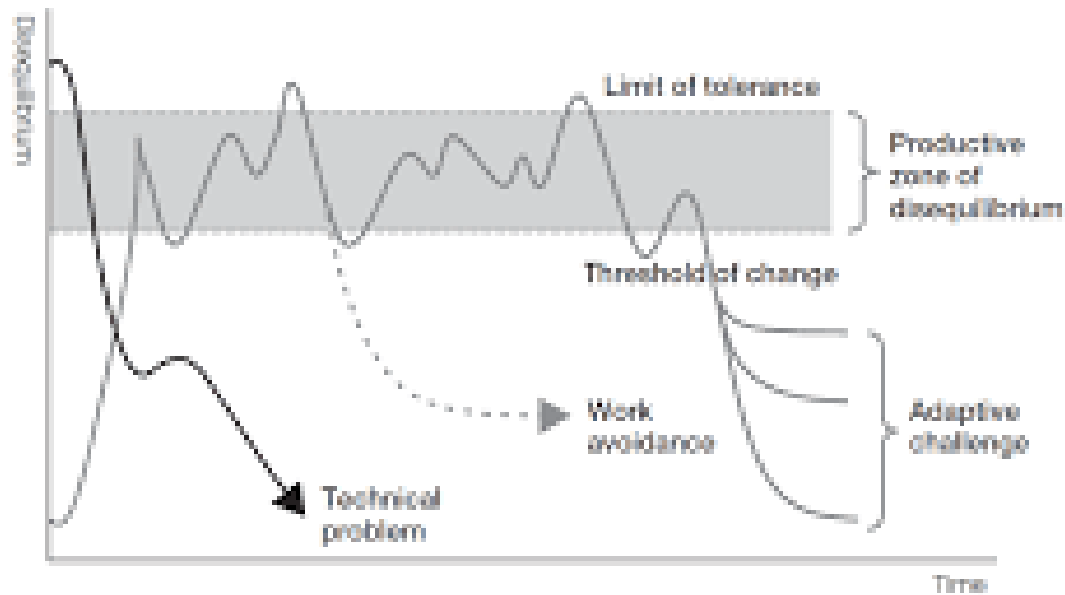 Disequilibrium
Limit of tolerance
Productive
zone of
disequilibrium
Threshold of change
Work
avoidance
Adaptive
challenge
Technical
problem
Time